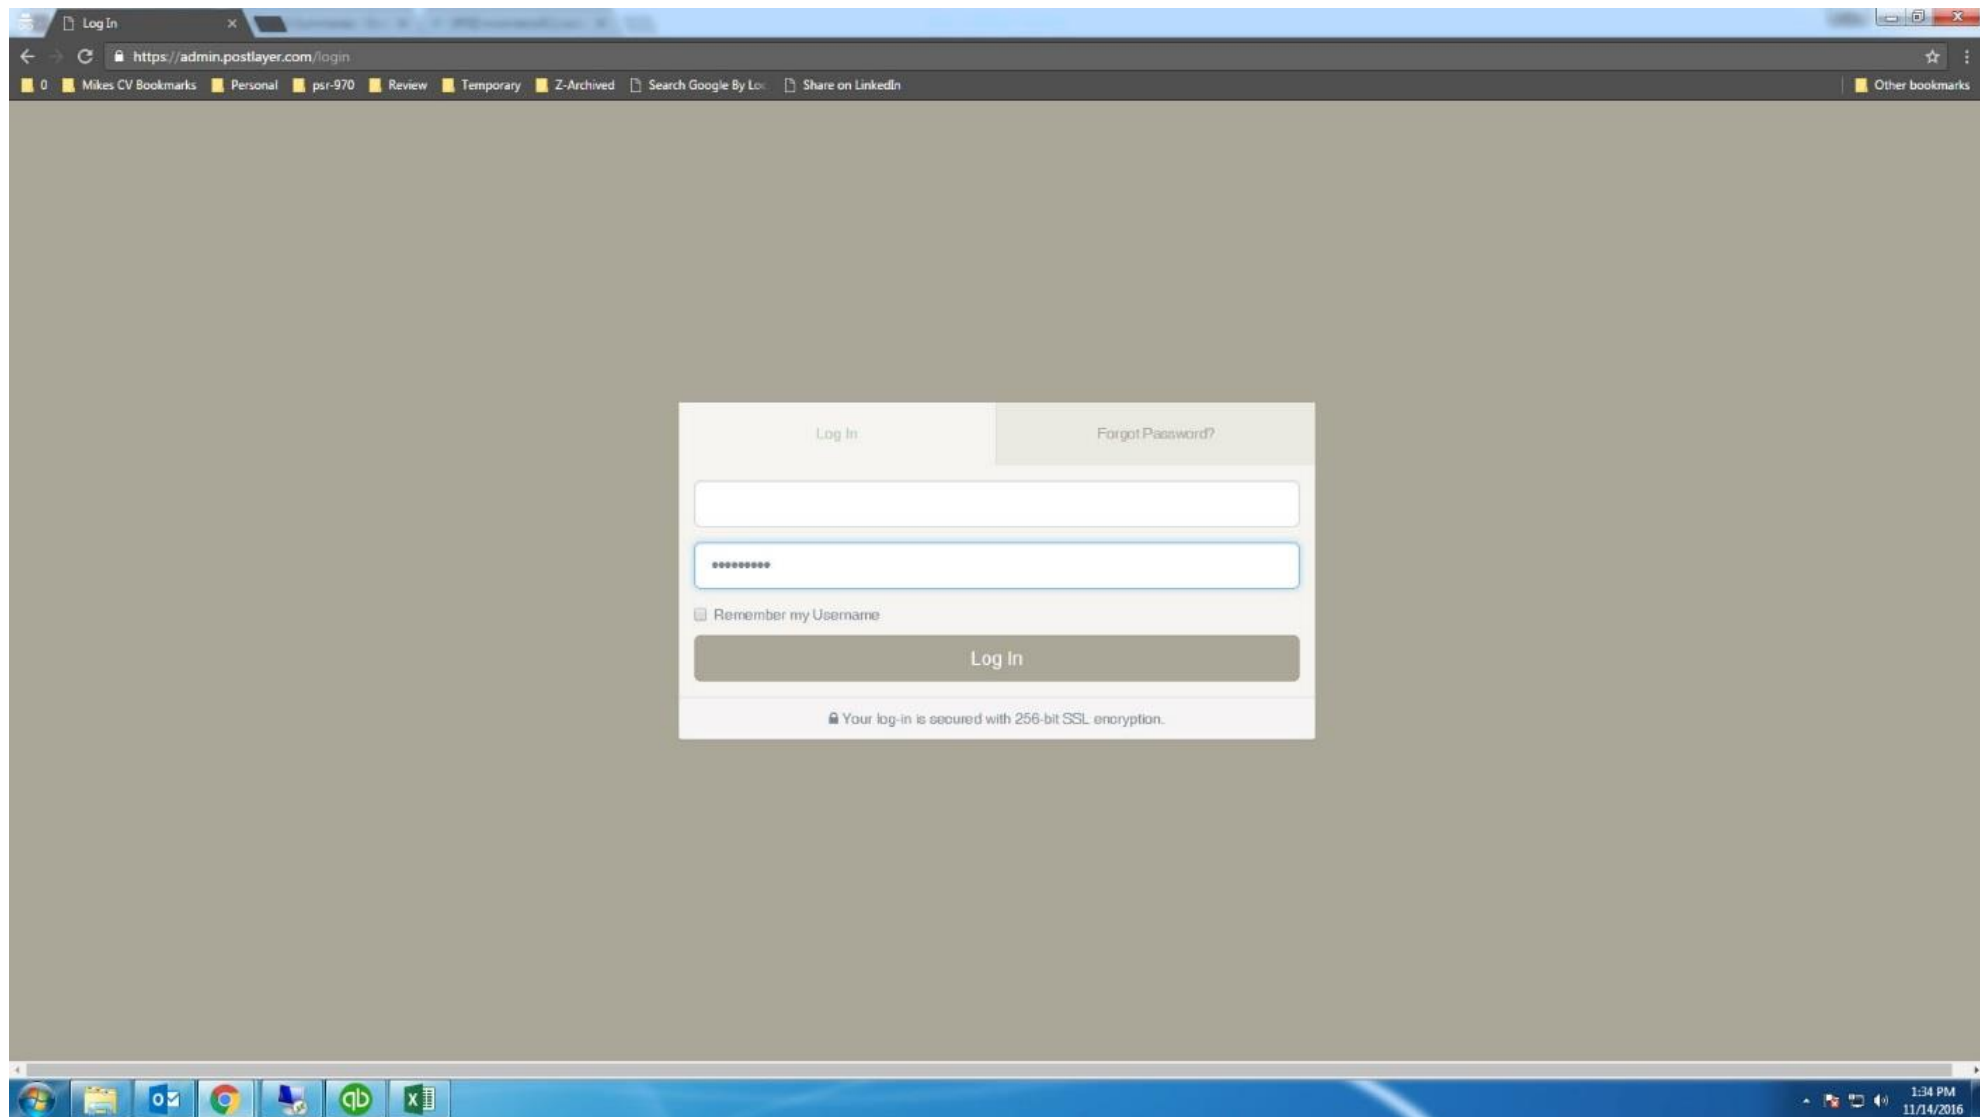 Log In
https://admin.postlayer.com/login
0 Mikes CV Bookmarks Personal psr-970 Review Temporary Z-Archived Search Google By Loc Share on LinkedIn Other bookmarks
Log In Forgot Password?
•••••••••
Remember my Username
Log In
Your log-in is secured with 256-bit SSL encryption.
1:34 PM
11/14/2016